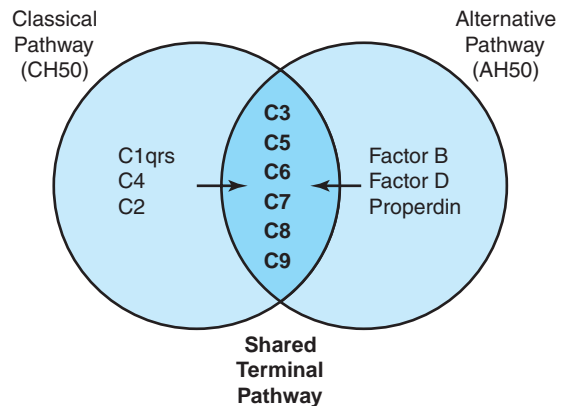 Classical
Pathway
(CH50)
Alternative
Pathway
(AH50)
C1qrs
C4
C2
C3
C5
C6
C7
C8
C9
Factor B
Factor D
Properdin
Shared
Terminal
Pathway